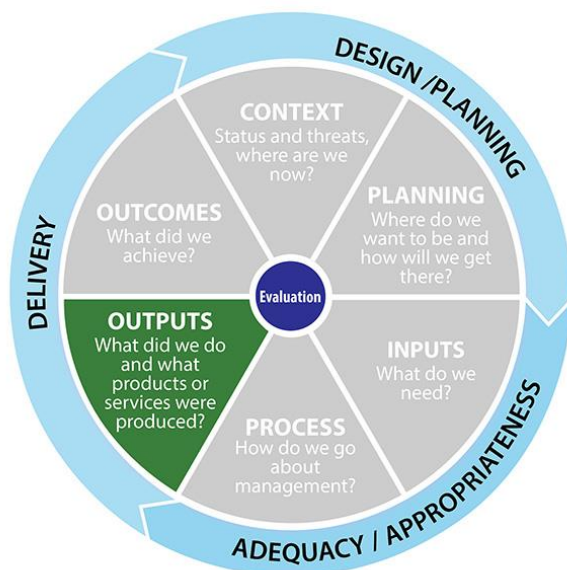 DESIGN /PLANNING
CONTEXT
Status and threats,
where are we
now?
PLANNING
Where do we
want to be and
how will we get
there?
INPUTS
What do we
need?
ADEQUACY / APPROPRIATENESS
PROCESS
How do we go
about
management?
OUTPUTS
What did we do
and what
products or
services were
produced?
OUTCOMES
What did we
achieve?
DELIVERY
Evaluation